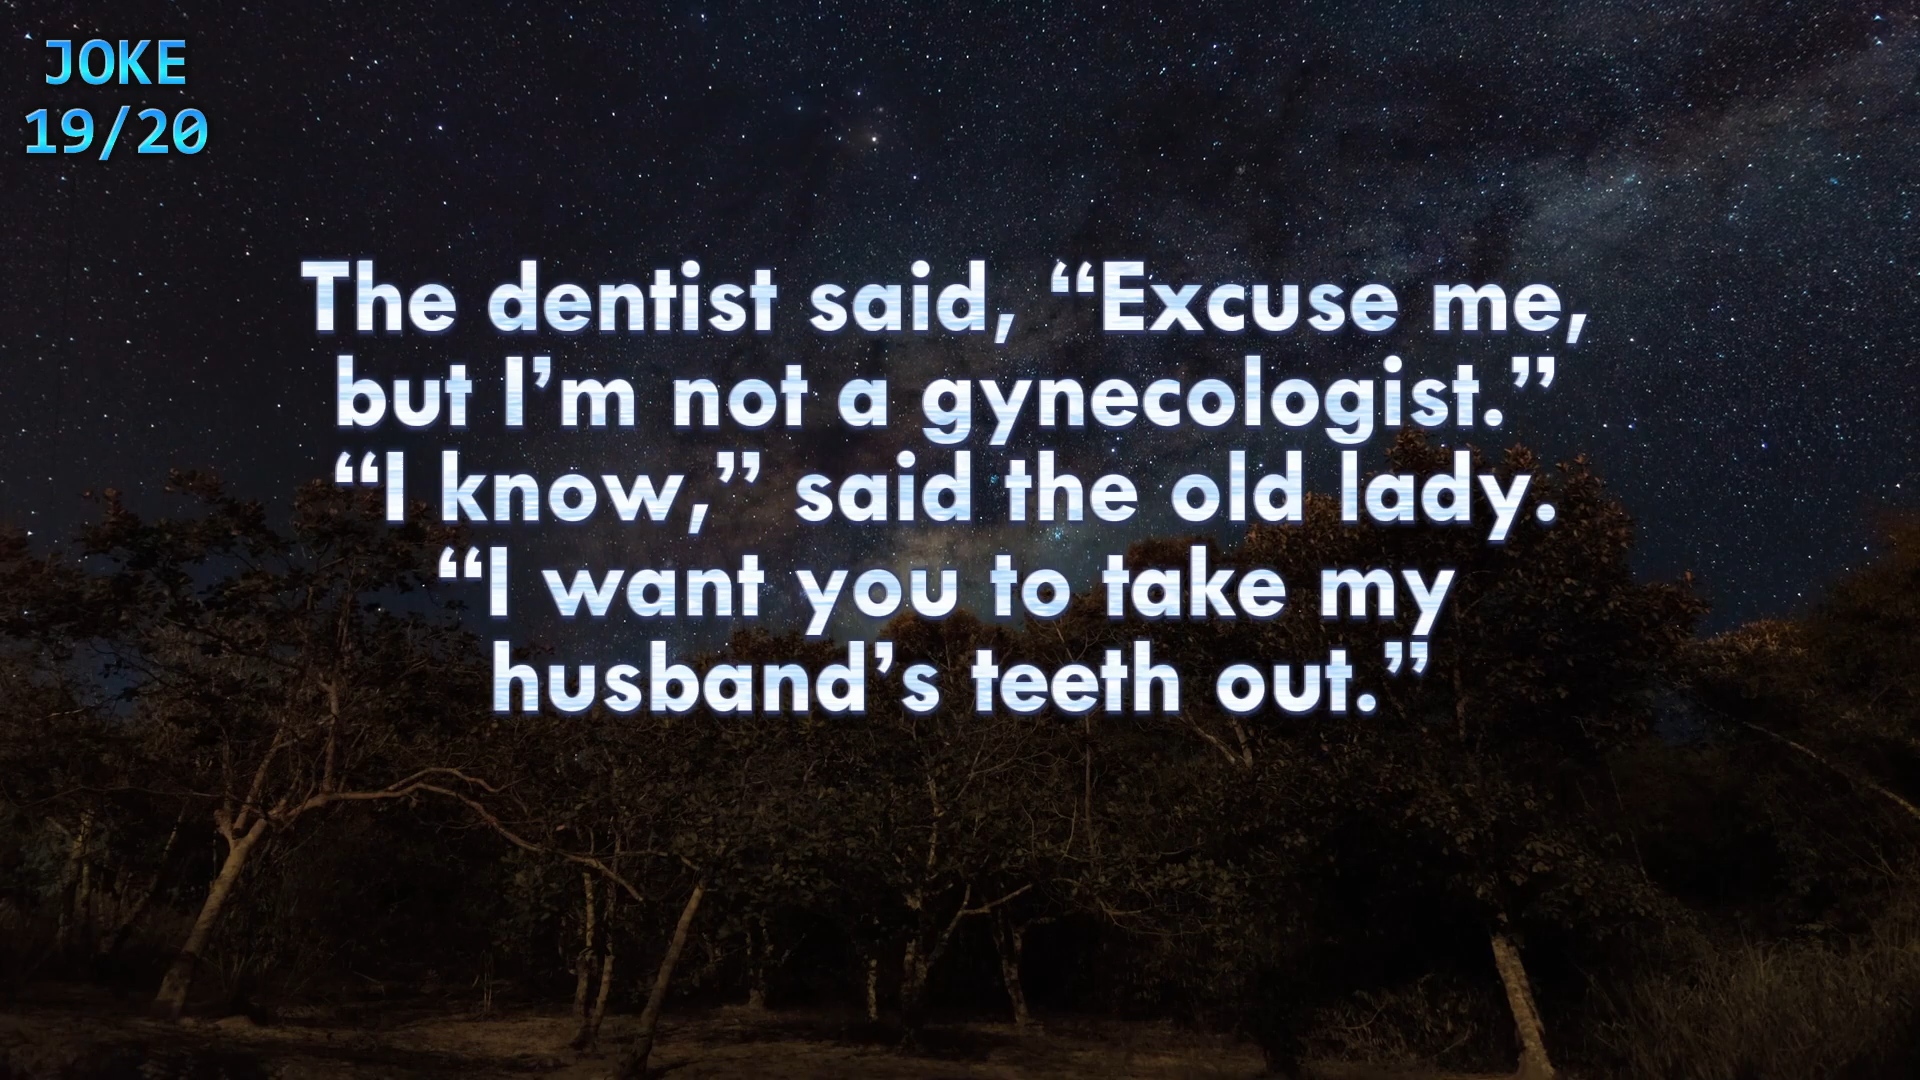 JOKE
19/20
The dentist said, “Excuse me,
but I’m not a gynecologist.”
“I know,” said the old lady.
“I want you to take my
husband’s teeth out.”